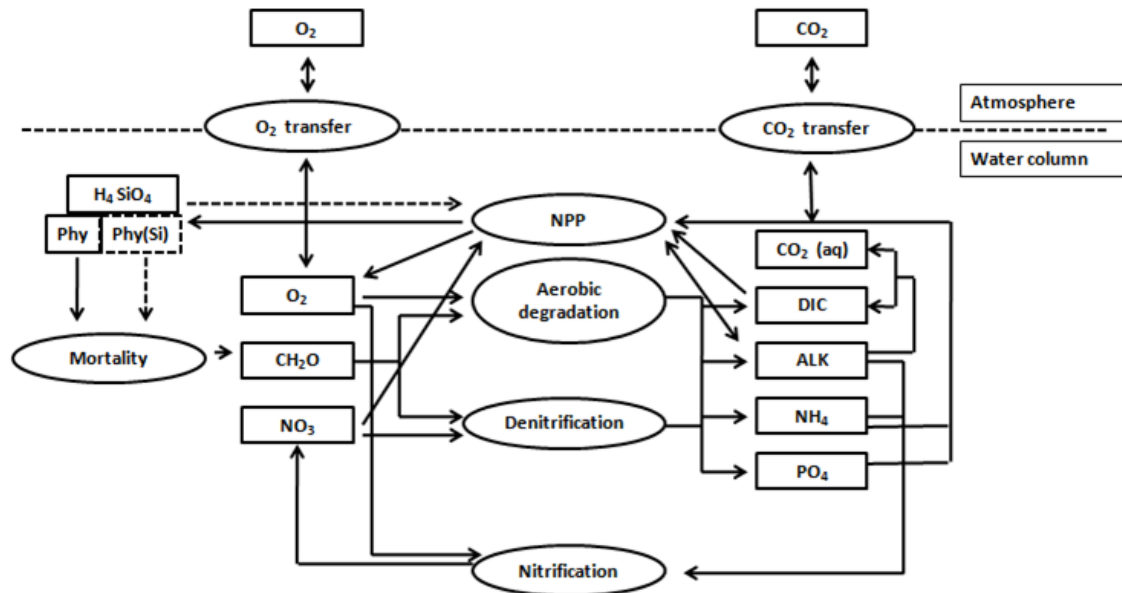 O₂
CO₂
O₂ transfer
CO₂ transfer
Atmosphere
Water column
H₄ SiO₄
Phy
Phy(Si)
NPP
CO₂ (aq)
O₂
Aerobic
degradation
DIC
Mortality
CH₂O
ALK
NO₃
Denitrification
NH₄
PO₄
Nitrification